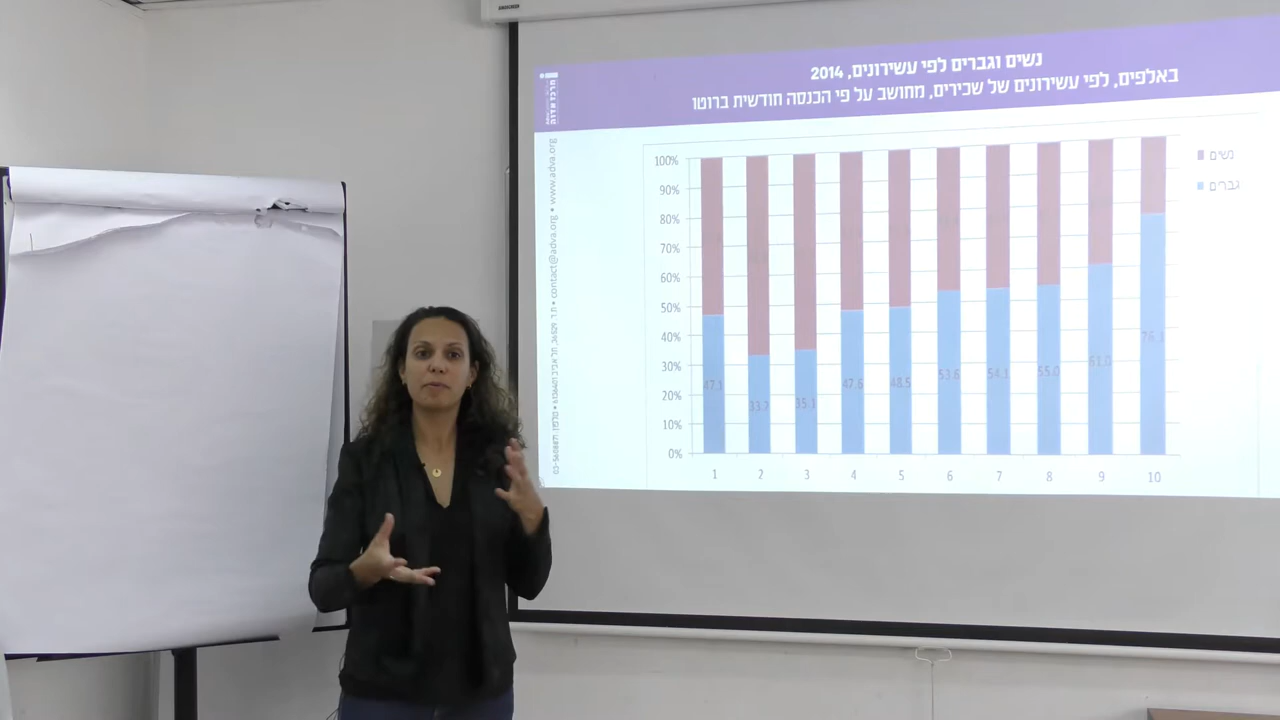 נשים וגברים לפי עשירונים, 2014
באלפים, לפי עשירונים של שכירים, מחושב על פי הכנסה חודשית ברוטו
מרכז אדוה
contact@adva.org • www.adva.org
נשים
גברים
100%
90%
80%
70%
60%
50%
40%
30%
20%
10%
0%
47.1 33.2 35.1 47.6 48.5 53.6 54.1 55.0 61.0 76.1
1 2 3 4 5 6 7 8 9 10